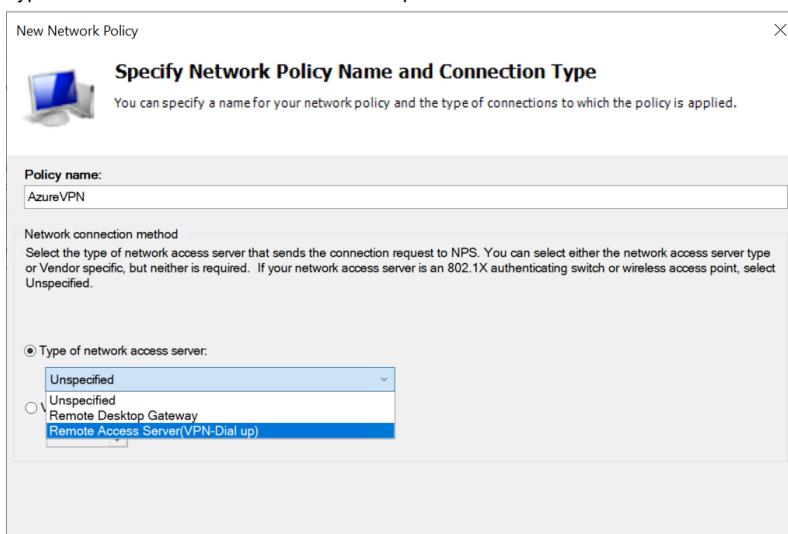 New Network Policy
Specify Network Policy Name and Connection Type
You can specify a name for your network policy and the type of connections to which the policy is applied.
Policy name:
AzureVPN
Network connection method
Select the type of network access server that sends the connection request to NPS. You can select either the network access server type
or Vendor specific, but neither is required. If your network access server is an 802.1X authenticating switch or wireless access point, select
Unspecified.
Type of network access server:
Unspecified
Unspecified
Remote Desktop Gateway
Remote Access Server(VPN-Dial up)